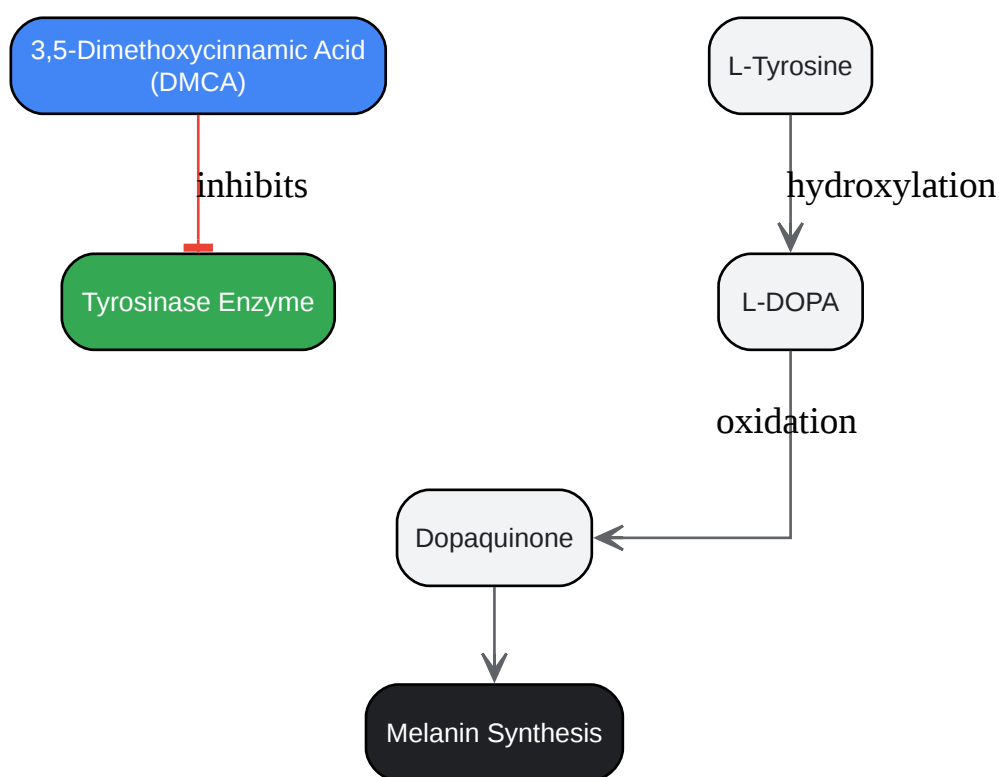 3,5-Dimethoxycinnamic Acid
(DMCA)
L-Tyrosine
inhibits
hydroxylation
Tyrosinase Enzyme
L-DOPA
oxidation
Dopaquinone
Melanin Synthesis